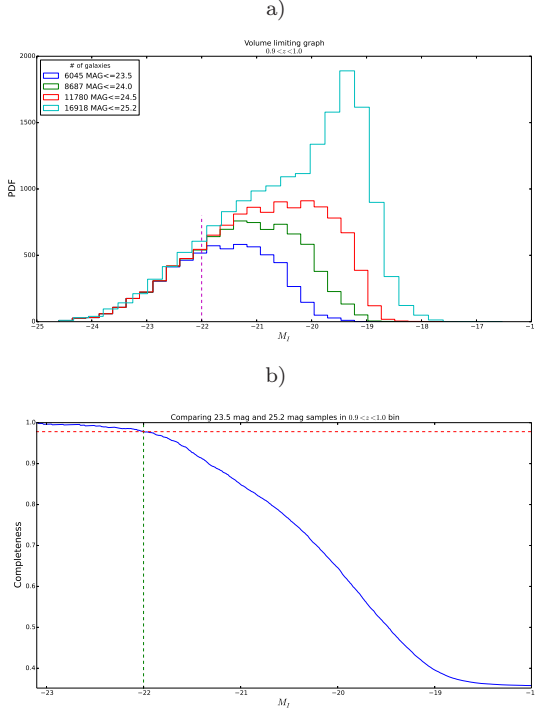 a)
Volume limiting graph
0.9 < z < 1.0
# of galaxies
6045 MAG<=23.5
8687 MAG<=24.0
11780 MAG<=24.5
16918 MAG<=25.2
PDF
2000
1500
1000
500
0
−25 −24 −23 −22 −21 −20 −19 −18 −17 −1
M_I
b)
Comparing 23.5 mag and 25.2 mag samples in 0.9 < z < 1.0 bin
Completeness
1.0
0.9
0.8
0.7
0.6
0.5
0.4
−23 −22 −21 −20 −19 −1
M_I